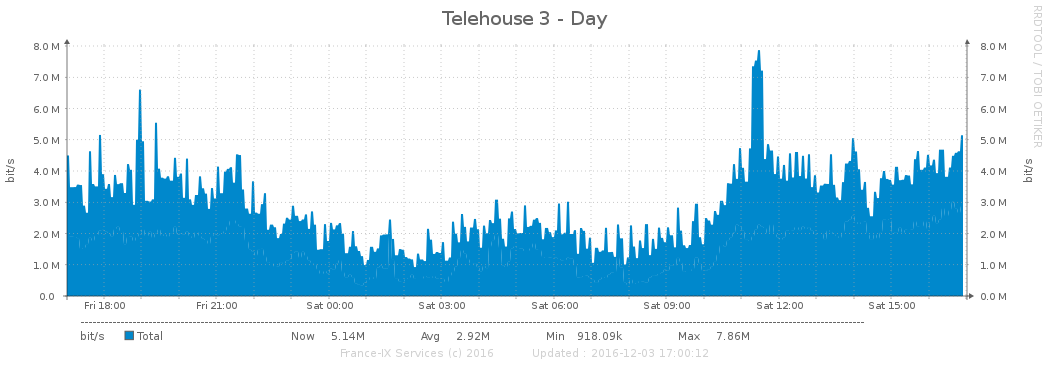 Telehouse 3 - Day
RRDTOOL / TOBI OETIKER
bit/s
bit/s
8.0 M 8.0 M
7.0 M 7.0 M
6.0 M 6.0 M
5.0 M 5.0 M
4.0 M 4.0 M
3.0 M 3.0 M
2.0 M 2.0 M
1.0 M 1.0 M
0.0 0.0 M
Fri 18:00 Fri 21:00 Sat 00:00 Sat 03:00 Sat 06:00 Sat 09:00 Sat 12:00 Sat 15:00
bit/s Total Now 5.14M Avg 2.92M Min 918.09k Max 7.86M
France-IX Services (c) 2016 Updated : 2016-12-03 17:00:12